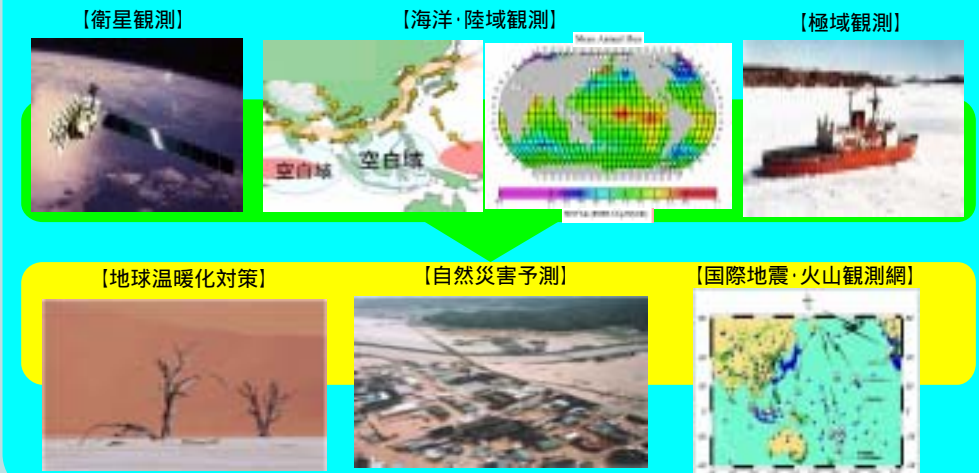 【衛星観測】
【海洋·陸域観測】
【極域観測】
空白域
空白域
【地球温暖化対策】
【自然災害予測】
【国際地震·火山観測網】